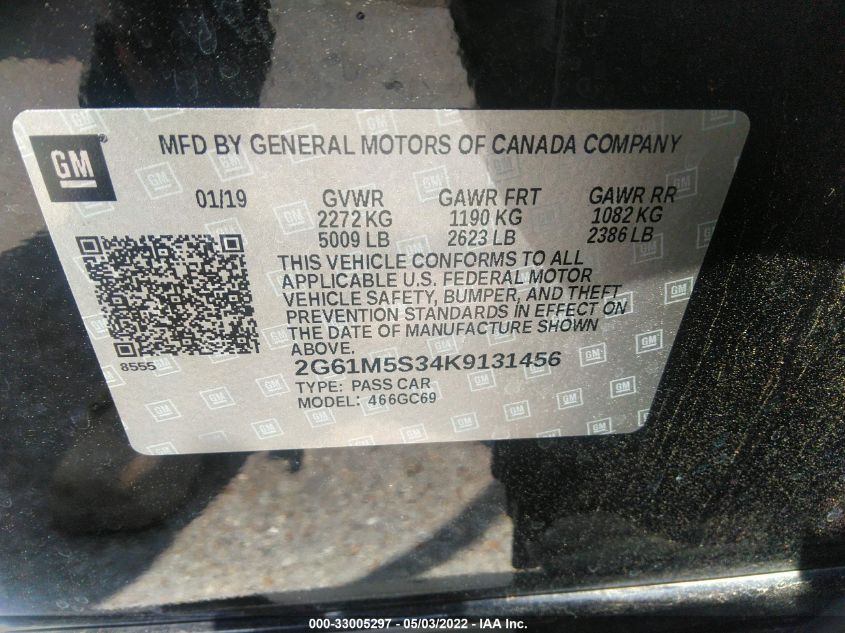 GM
MFD BY GENERAL MOTORS OF CANADA COMPANY
01/19 GVWR GAWR FRT GAWR RR
2272 KG 1190 KG 1082 KG
5009 LB 2623 LB 2386 LB
THIS VEHICLE CONFORMS TO ALL
APPLICABLE U.S. FEDERAL MOTOR
VEHICLE SAFETY, BUMPER, AND THEFT
PREVENTION STANDARDS IN EFFECT ON
THE DATE OF MANUFACTURE SHOWN
ABOVE.
8555
2G61M5S34K9131456
TYPE: PASS CAR
MODEL: 466GC69
000-33005297 - 05/03/2022 - IAA Inc.